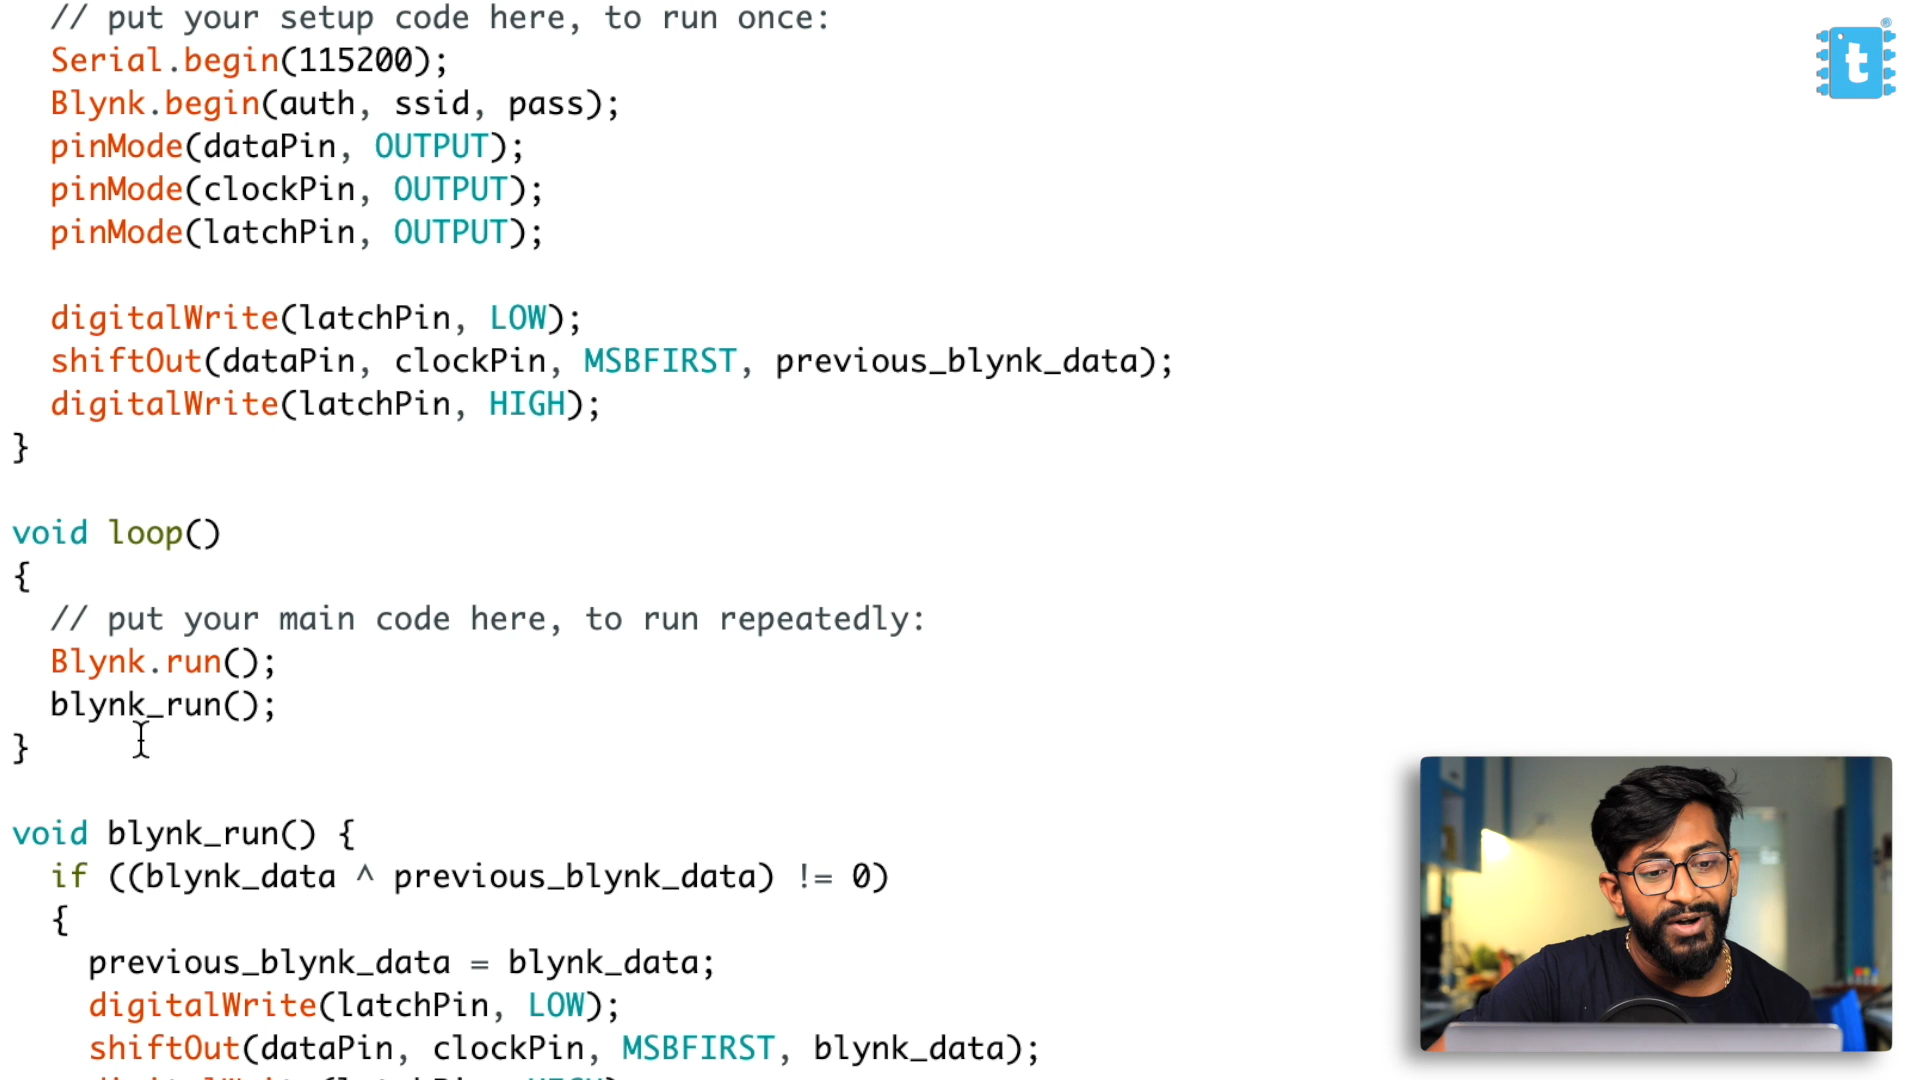 // put your setup code here, to run once:
Serial.begin(115200);
Blynk.begin(auth, ssid, pass);
pinMode(dataPin, OUTPUT);
pinMode(clockPin, OUTPUT);
pinMode(latchPin, OUTPUT);
digitalWrite(latchPin, LOW);
shiftOut(dataPin, clockPin, MSBFIRST, previous_blynk_data);
digitalWrite(latchPin, HIGH);
}
void loop()
{
// put your main code here, to run repeatedly:
Blynk.run();
blynk_run();
}
void blynk_run() {
if ((blynk_data ^ previous_blynk_data) != 0)
{
previous_blynk_data = blynk_data;
digitalWrite(latchPin, LOW);
shiftOut(dataPin, clockPin, MSBFIRST, blynk_data);
t